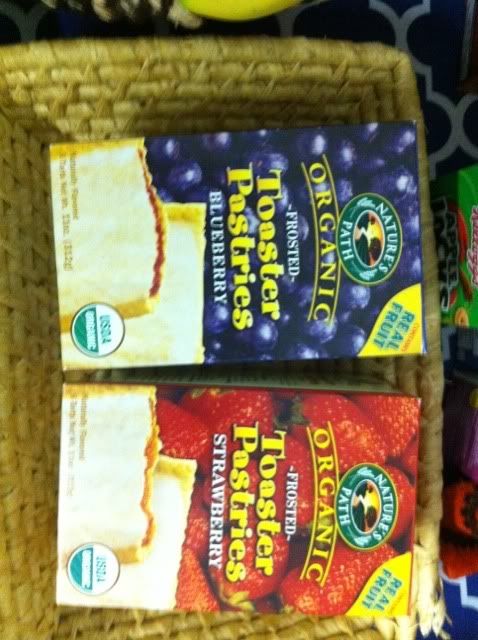 NATURE'S
PATH
ORGANIC
-FROSTED-
Toaster
Pastries
BLUEBERRY
CONTAINS
REAL
FRUIT
USDA
ORGANIC
NATURE'S
PATH
ORGANIC
-FROSTED-
Toaster
Pastries
STRAWBERRY
REAL
FRUIT
USDA
ORGANIC